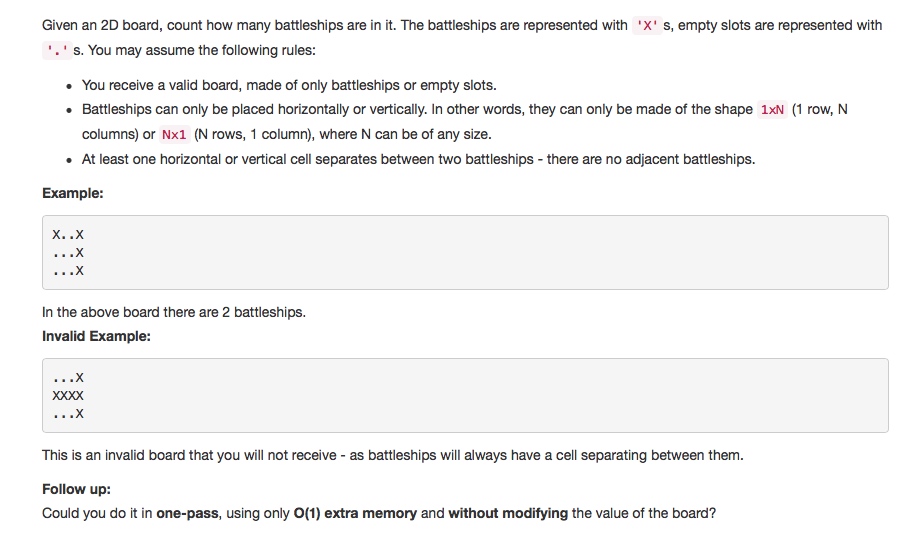 Given an 2D board, count how many battleships are in it. The battleships are represented with 'X' s, empty slots are represented with
'.' s. You may assume the following rules:
• You receive a valid board, made of only battleships or empty slots.
• Battleships can only be placed horizontally or vertically. In other words, they can only be made of the shape 1xN (1 row, N
columns) or Nx1 (N rows, 1 column), where N can be of any size.
• At least one horizontal or vertical cell separates between two battleships - there are no adjacent battleships.
Example:
X..X
...X
...X
In the above board there are 2 battleships.
Invalid Example:
...X
XXXX
...X
This is an invalid board that you will not receive - as battleships will always have a cell separating between them.
Follow up:
Could you do it in one-pass, using only O(1) extra memory and without modifying the value of the board?